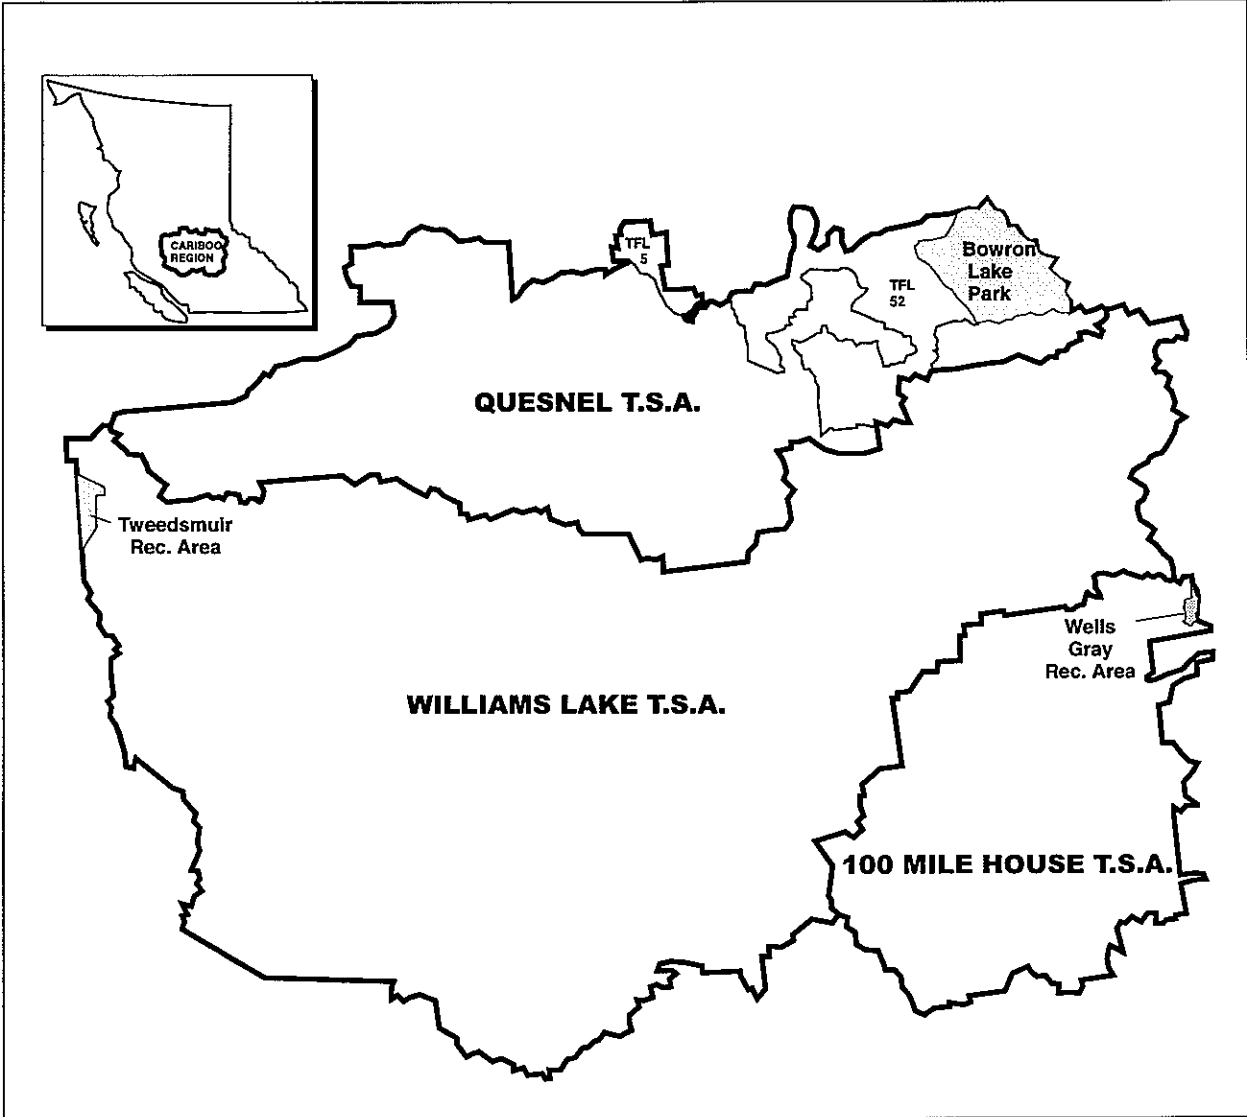 CARIBOO
REGION
TFL
5
Bowron
Lake
Park
TFL
52
QUESNEL T.S.A.
Tweedsmuir
Rec. Area
Wells
Gray
Rec. Area
WILLIAMS LAKE T.S.A.
100 MILE HOUSE T.S.A.